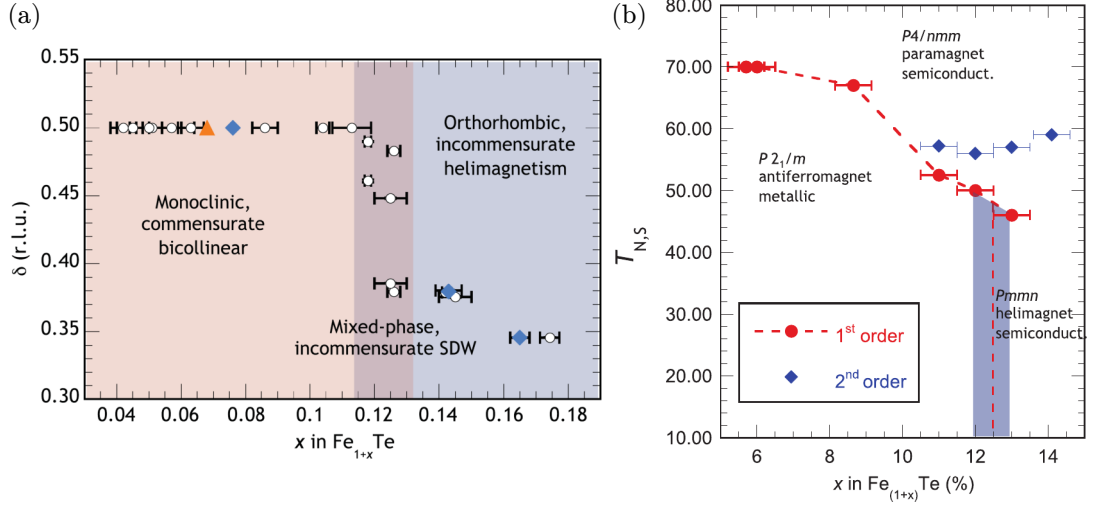 (a)
0.55
0.50
0.45
0.40
0.35
0.30
δ (r.l.u.)
Monoclinic,
commensurate
bicollinear
Orthorhombic,
incommensurate
helimagnetism
Mixed-phase,
incommensurate SDW
0.04 0.06 0.08 0.1 0.12 0.14 0.16 0.18
x in Fe1+xTe
(b)
80.00
70.00
60.00
50.00
40.00
30.00
20.00
10.00
TN,S
P4/nmm
paramagnet
semiconduct.
P 21/m
antiferromagnet
metallic
Pmmn
helimagnet
semiconduct.
1st order
2nd order
6 8 10 12 14
x in Fe(1+x)Te (%)